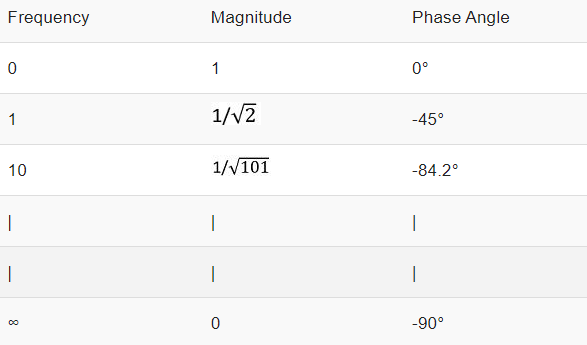 Frequency Magnitude Phase Angle
0 1 0°
1 1/√2 -45°
10 1/√101 -84.2°
| | |
| | |
∞ 0 -90°